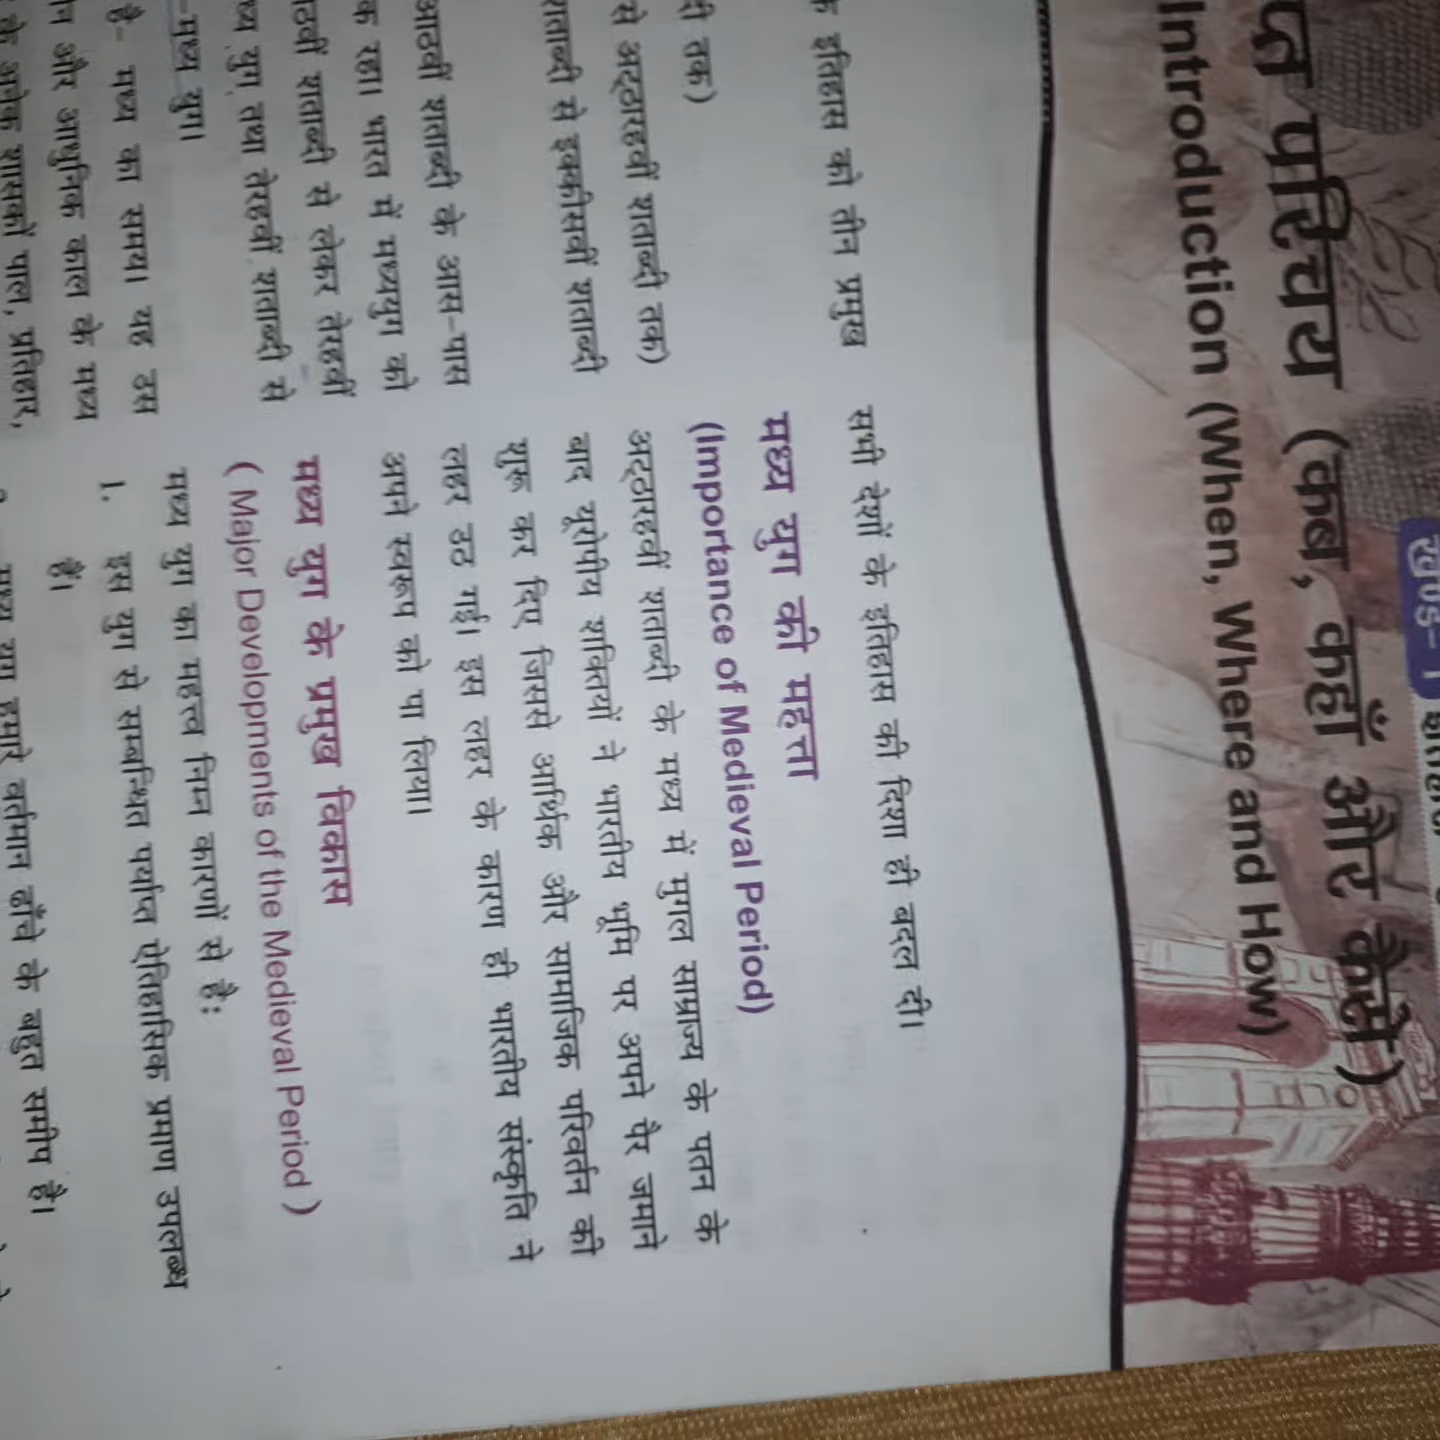 खण्ड-1
परिचय (कब, कहाँ और कैसे)
Introduction (When, Where and How)
इतिहास को तीन प्रमुख
तक)
से अट्ठारहवीं शताब्दी तक)
शताब्दी से इक्कीसवीं शताब्दी
आठवीं शताब्दी के आस-पास
रहा। भारत में मध्ययुग को
शताब्दी से लेकर तेरहवीं
युग तथा तेरहवीं शताब्दी से
-मध्य युग।
है- मध्य का समय। यह उस
और आधुनिक काल के मध्य
के अनेक शासकों पाल, प्रतिहार,
सभी देशों के इतिहास की दिशा ही बदल दी।
मध्य युग की महत्ता
(Importance of Medieval Period)
अट्ठारहवीं शताब्दी के मध्य में मुगल साम्राज्य के पतन के
बाद यूरोपीय शक्तियों ने भारतीय भूमि पर अपने पैर जमाने
शुरू कर दिए जिससे आर्थिक और सामाजिक परिवर्तन की
लहर उठ गई। इस लहर के कारण ही भारतीय संस्कृति ने
अपने स्वरूप को पा लिया।
मध्य युग के प्रमुख विकास
( Major Developments of the Medieval Period )
मध्य युग का महत्त्व निम्न कारणों से है:
1. इस युग से सम्बन्धित पर्याप्त ऐतिहासिक प्रमाण उपलब्ध
हैं।
मध्य युग हमारे वर्तमान ढाँचे के बहुत समीप है।